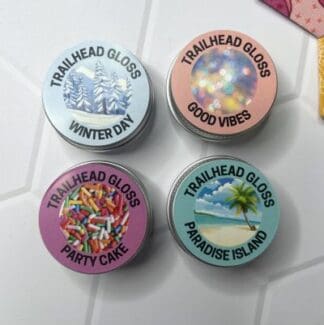 TRAILHEAD GLOSS
WINTER DAY
TRAILHEAD GLOSS
GOOD VIBES
TRAILHEAD GLOSS
PARTY CAKE
TRAILHEAD GLOSS
PARADISE ISLAND